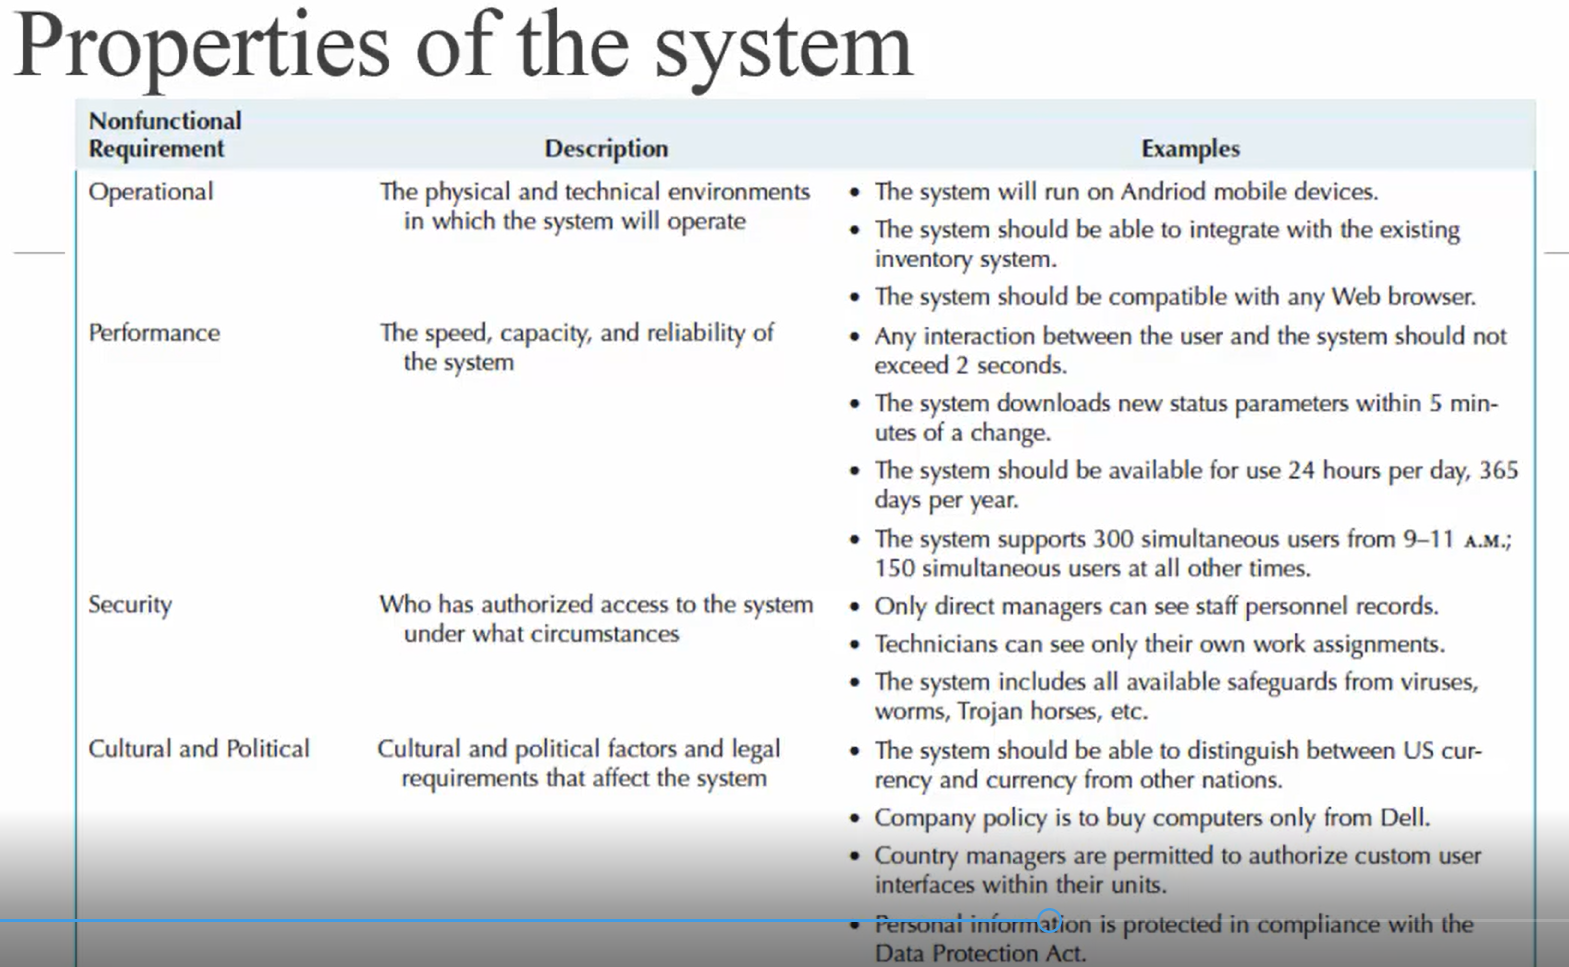 Properties of the system
Nonfunctional
Requirement
Description
Examples
Operational
The physical and technical environments
in which the system will operate
• The system will run on Andriod mobile devices.
• The system should be able to integrate with the existing
inventory system.
• The system should be compatible with any Web browser.
Performance
The speed, capacity, and reliability of
the system
• Any interaction between the user and the system should not
exceed 2 seconds.
• The system downloads new status parameters within 5 min-
utes of a change.
• The system should be available for use 24 hours per day, 365
days per year.
• The system supports 300 simultaneous users from 9–11 A.M.;
150 simultaneous users at all other times.
Security
Who has authorized access to the system
under what circumstances
• Only direct managers can see staff personnel records.
• Technicians can see only their own work assignments.
• The system includes all available safeguards from viruses,
worms, Trojan horses, etc.
Cultural and Political
Cultural and political factors and legal
requirements that affect the system
• The system should be able to distinguish between US cur-
rency and currency from other nations.
• Company policy is to buy computers only from Dell.
• Country managers are permitted to authorize custom user
interfaces within their units.
• Personal information is protected in compliance with the
Data Protection Act.